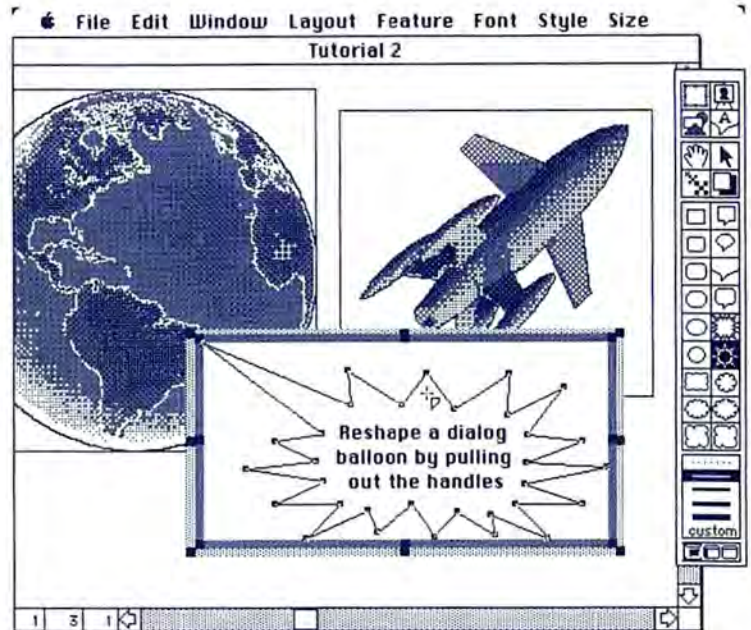 File Edit Window Layout Feature Font Style Size
Tutorial 2
A
Reshape a dialog
balloon by pulling
out the handles
custom
1 3 1